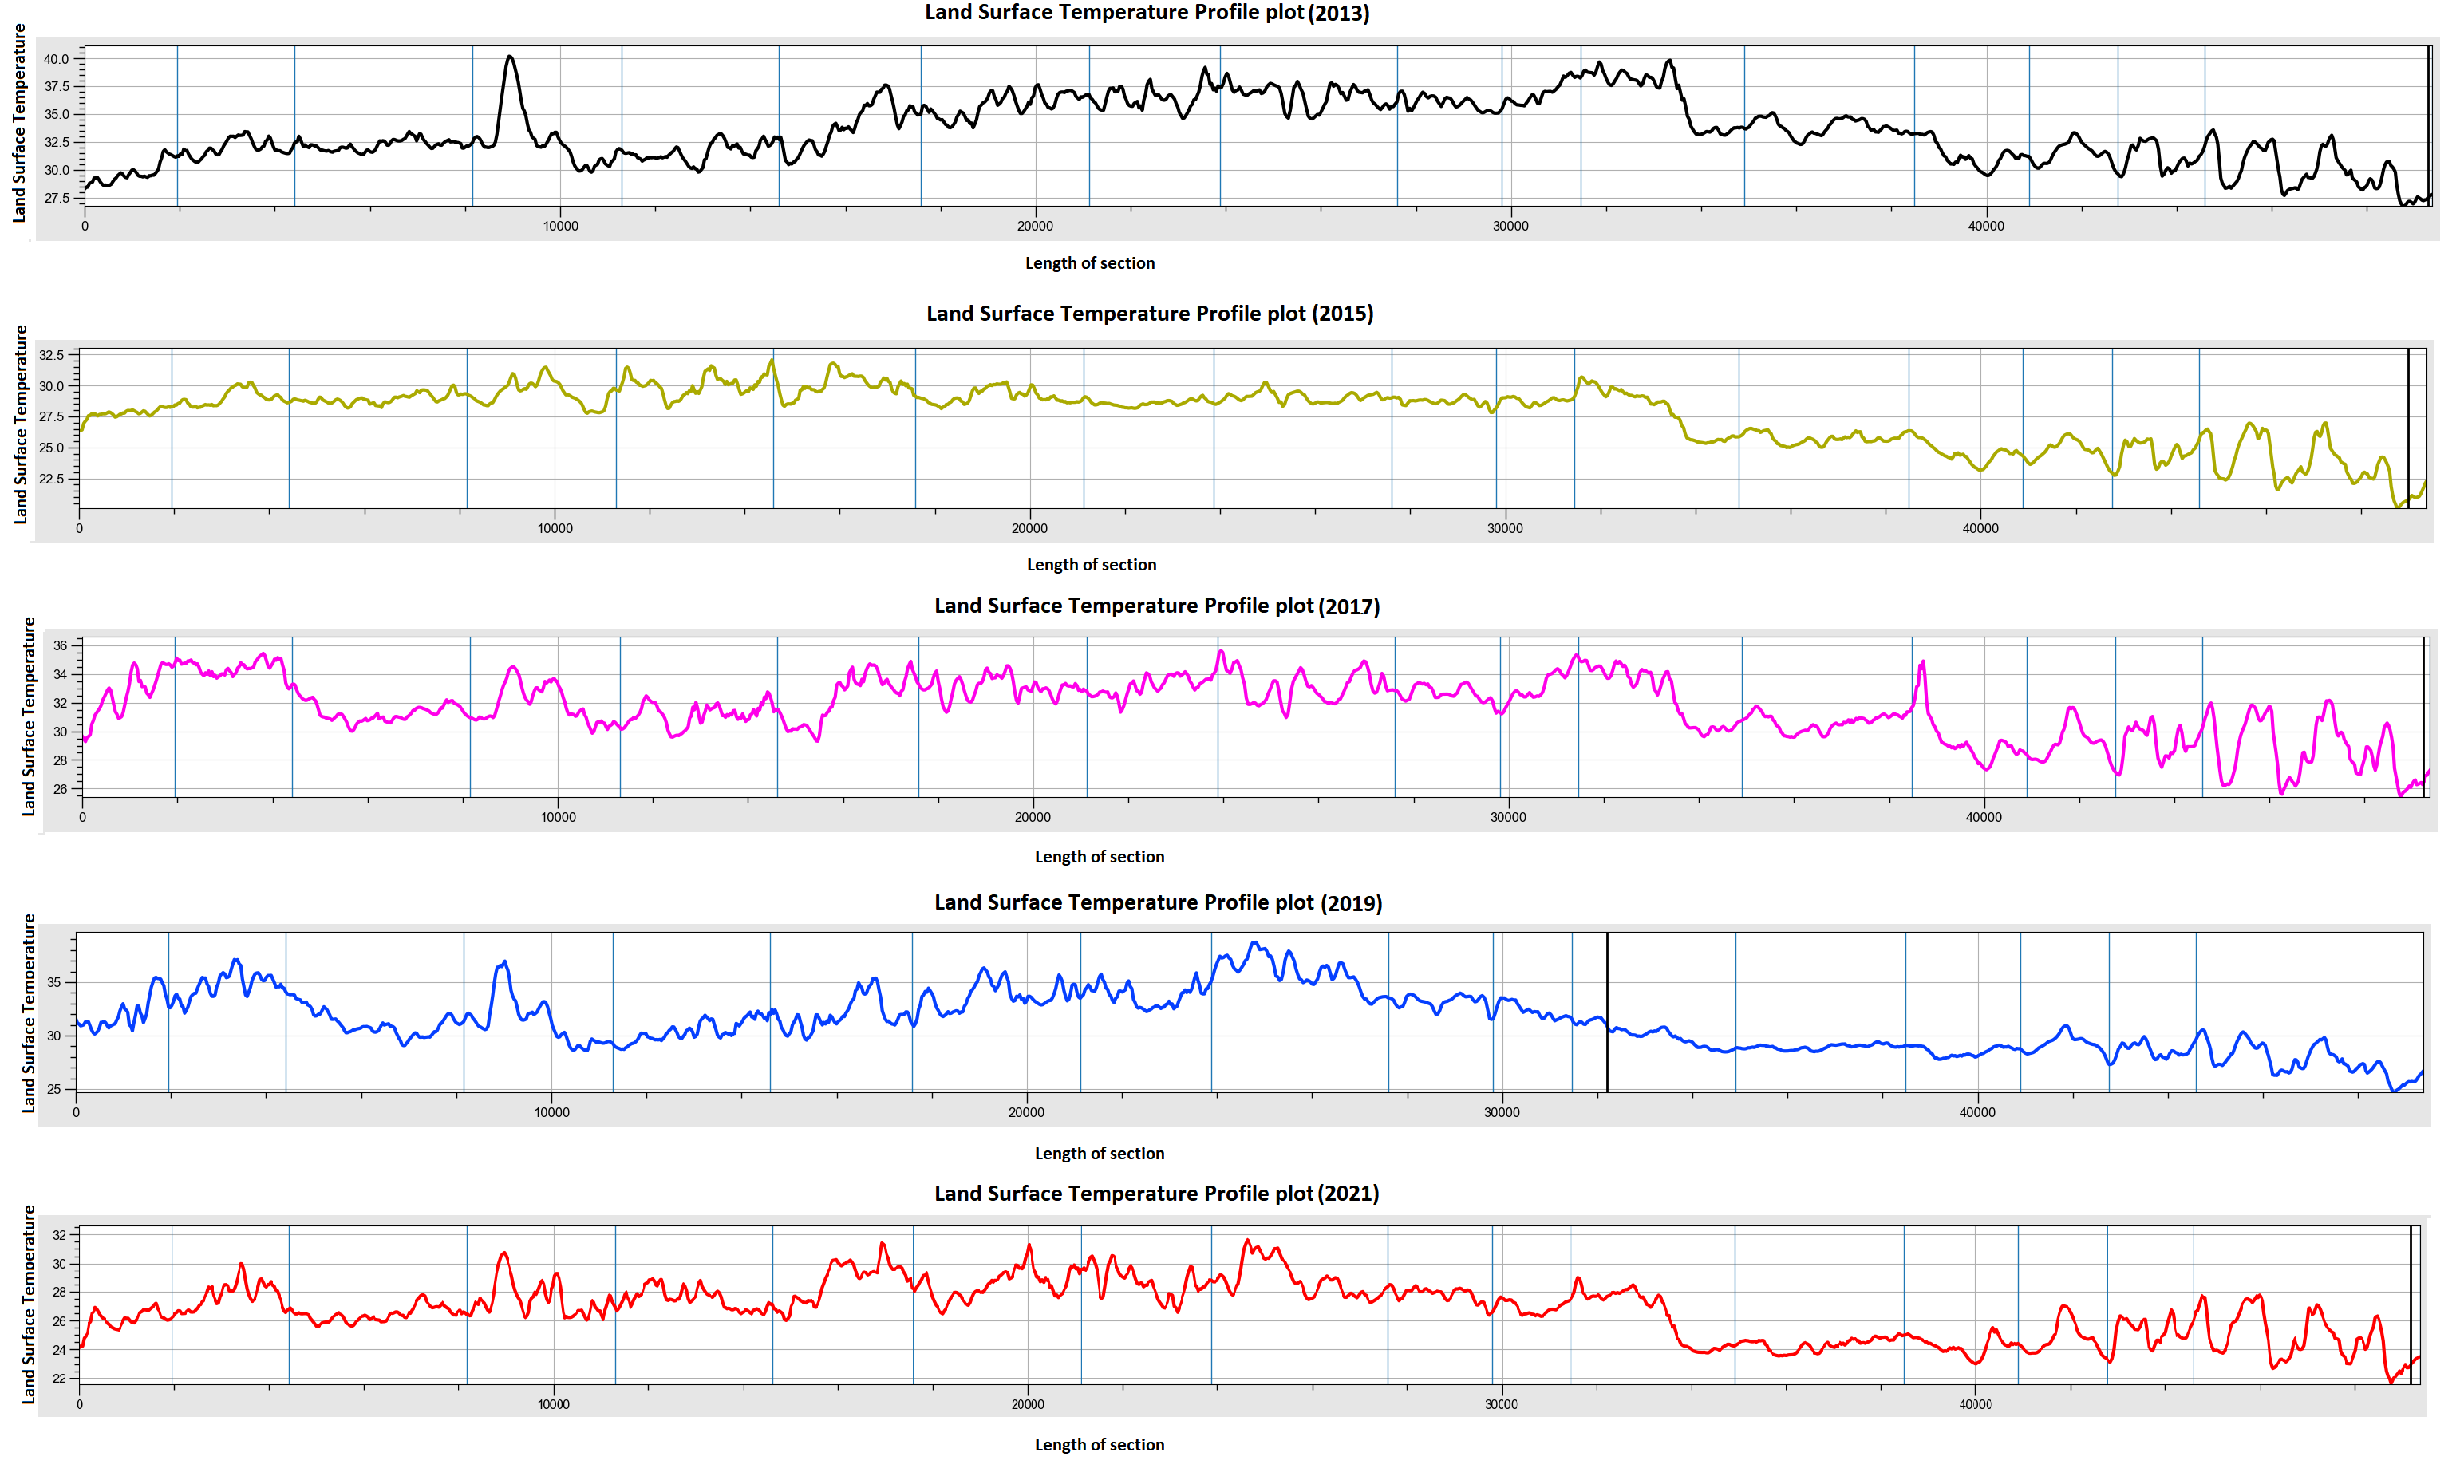 Land Surface Temperature Profile plot (2013)
Land Surface Temperature
40.0
37.5
35.0
32.5
30.0
27.5
0 10000 20000 30000 40000
Length of section
Land Surface Temperature Profile plot (2015)
Land Surface Temperature
32.5
30.0
27.5
25.0
22.5
0 10000 20000 30000 40000
Length of section
Land Surface Temperature Profile plot (2017)
Land Surface Temperature
36
34
32
30
28
26
0 10000 20000 30000 40000
Length of section
Land Surface Temperature Profile plot (2019)
Land Surface Temperature
35
30
25
0 10000 20000 30000 40000
Length of section
Land Surface Temperature Profile plot (2021)
Land Surface Temperature
32
30
28
26
24
22
0 10000 20000 30000 40000
Length of section